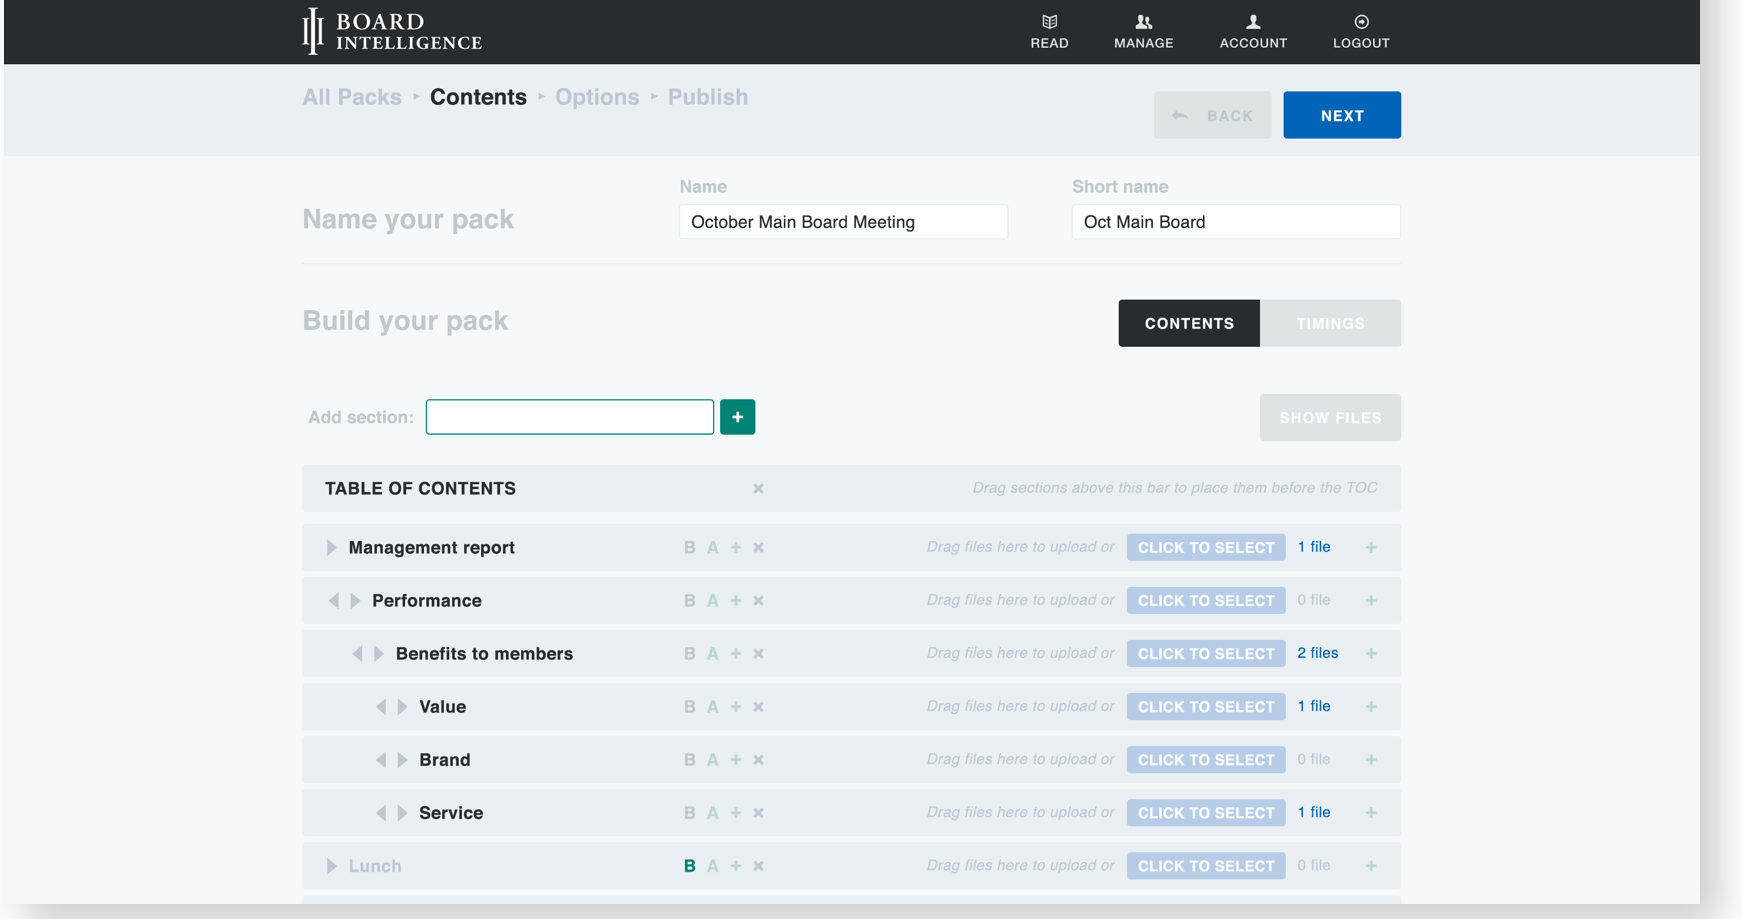 BOARD
INTELLIGENCE
READ
MANAGE
ACCOUNT
LOGOUT
All Packs ▸ Contents ▸ Options ▸ Publish
BACK
NEXT
Name your pack
Name
October Main Board Meeting
Short name
Oct Main Board
Build your pack
CONTENTS
TIMINGS
Add section:
+
SHOW FILES
TABLE OF CONTENTS × Drag sections above this bar to place them before the TOC
Management report B A + × Drag files here to upload or CLICK TO SELECT 1 file +
Performance B A + × Drag files here to upload or CLICK TO SELECT 0 file +
Benefits to members B A + × Drag files here to upload or CLICK TO SELECT 2 files +
Value B A + × Drag files here to upload or CLICK TO SELECT 1 file +
Brand B A + × Drag files here to upload or CLICK TO SELECT 0 file +
Service B A + × Drag files here to upload or CLICK TO SELECT 1 file +
Lunch B A + × Drag files here to upload or CLICK TO SELECT 0 file +